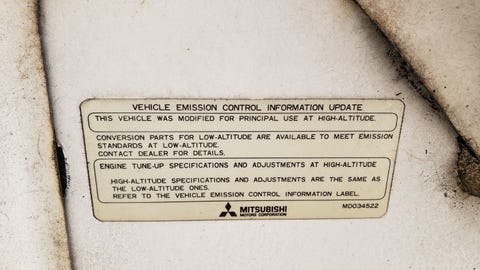 VEHICLE EMISSION CONTROL INFORMATION UPDATE
THIS VEHICLE WAS MODIFIED FOR PRINCIPAL USE AT HIGH-ALTITUDE.
CONVERSION PARTS FOR LOW-ALTITUDE ARE AVAILABLE TO MEET EMISSION
STANDARDS AT LOW-ALTITUDE.
CONTACT DEALER FOR DETAILS.
ENGINE TUNE-UP SPECIFICATIONS AND ADJUSTMENTS AT HIGH-ALTITUDE
HIGH-ALTITUDE SPECIFICATIONS AND ADJUSTMENTS ARE THE SAME AS
THE LOW-ALTITUDE ONES.
REFER TO THE VEHICLE EMISSION CONTROL INFORMATION LABEL.
MITSUBISHI
MOTORS CORPORATION
MD034522